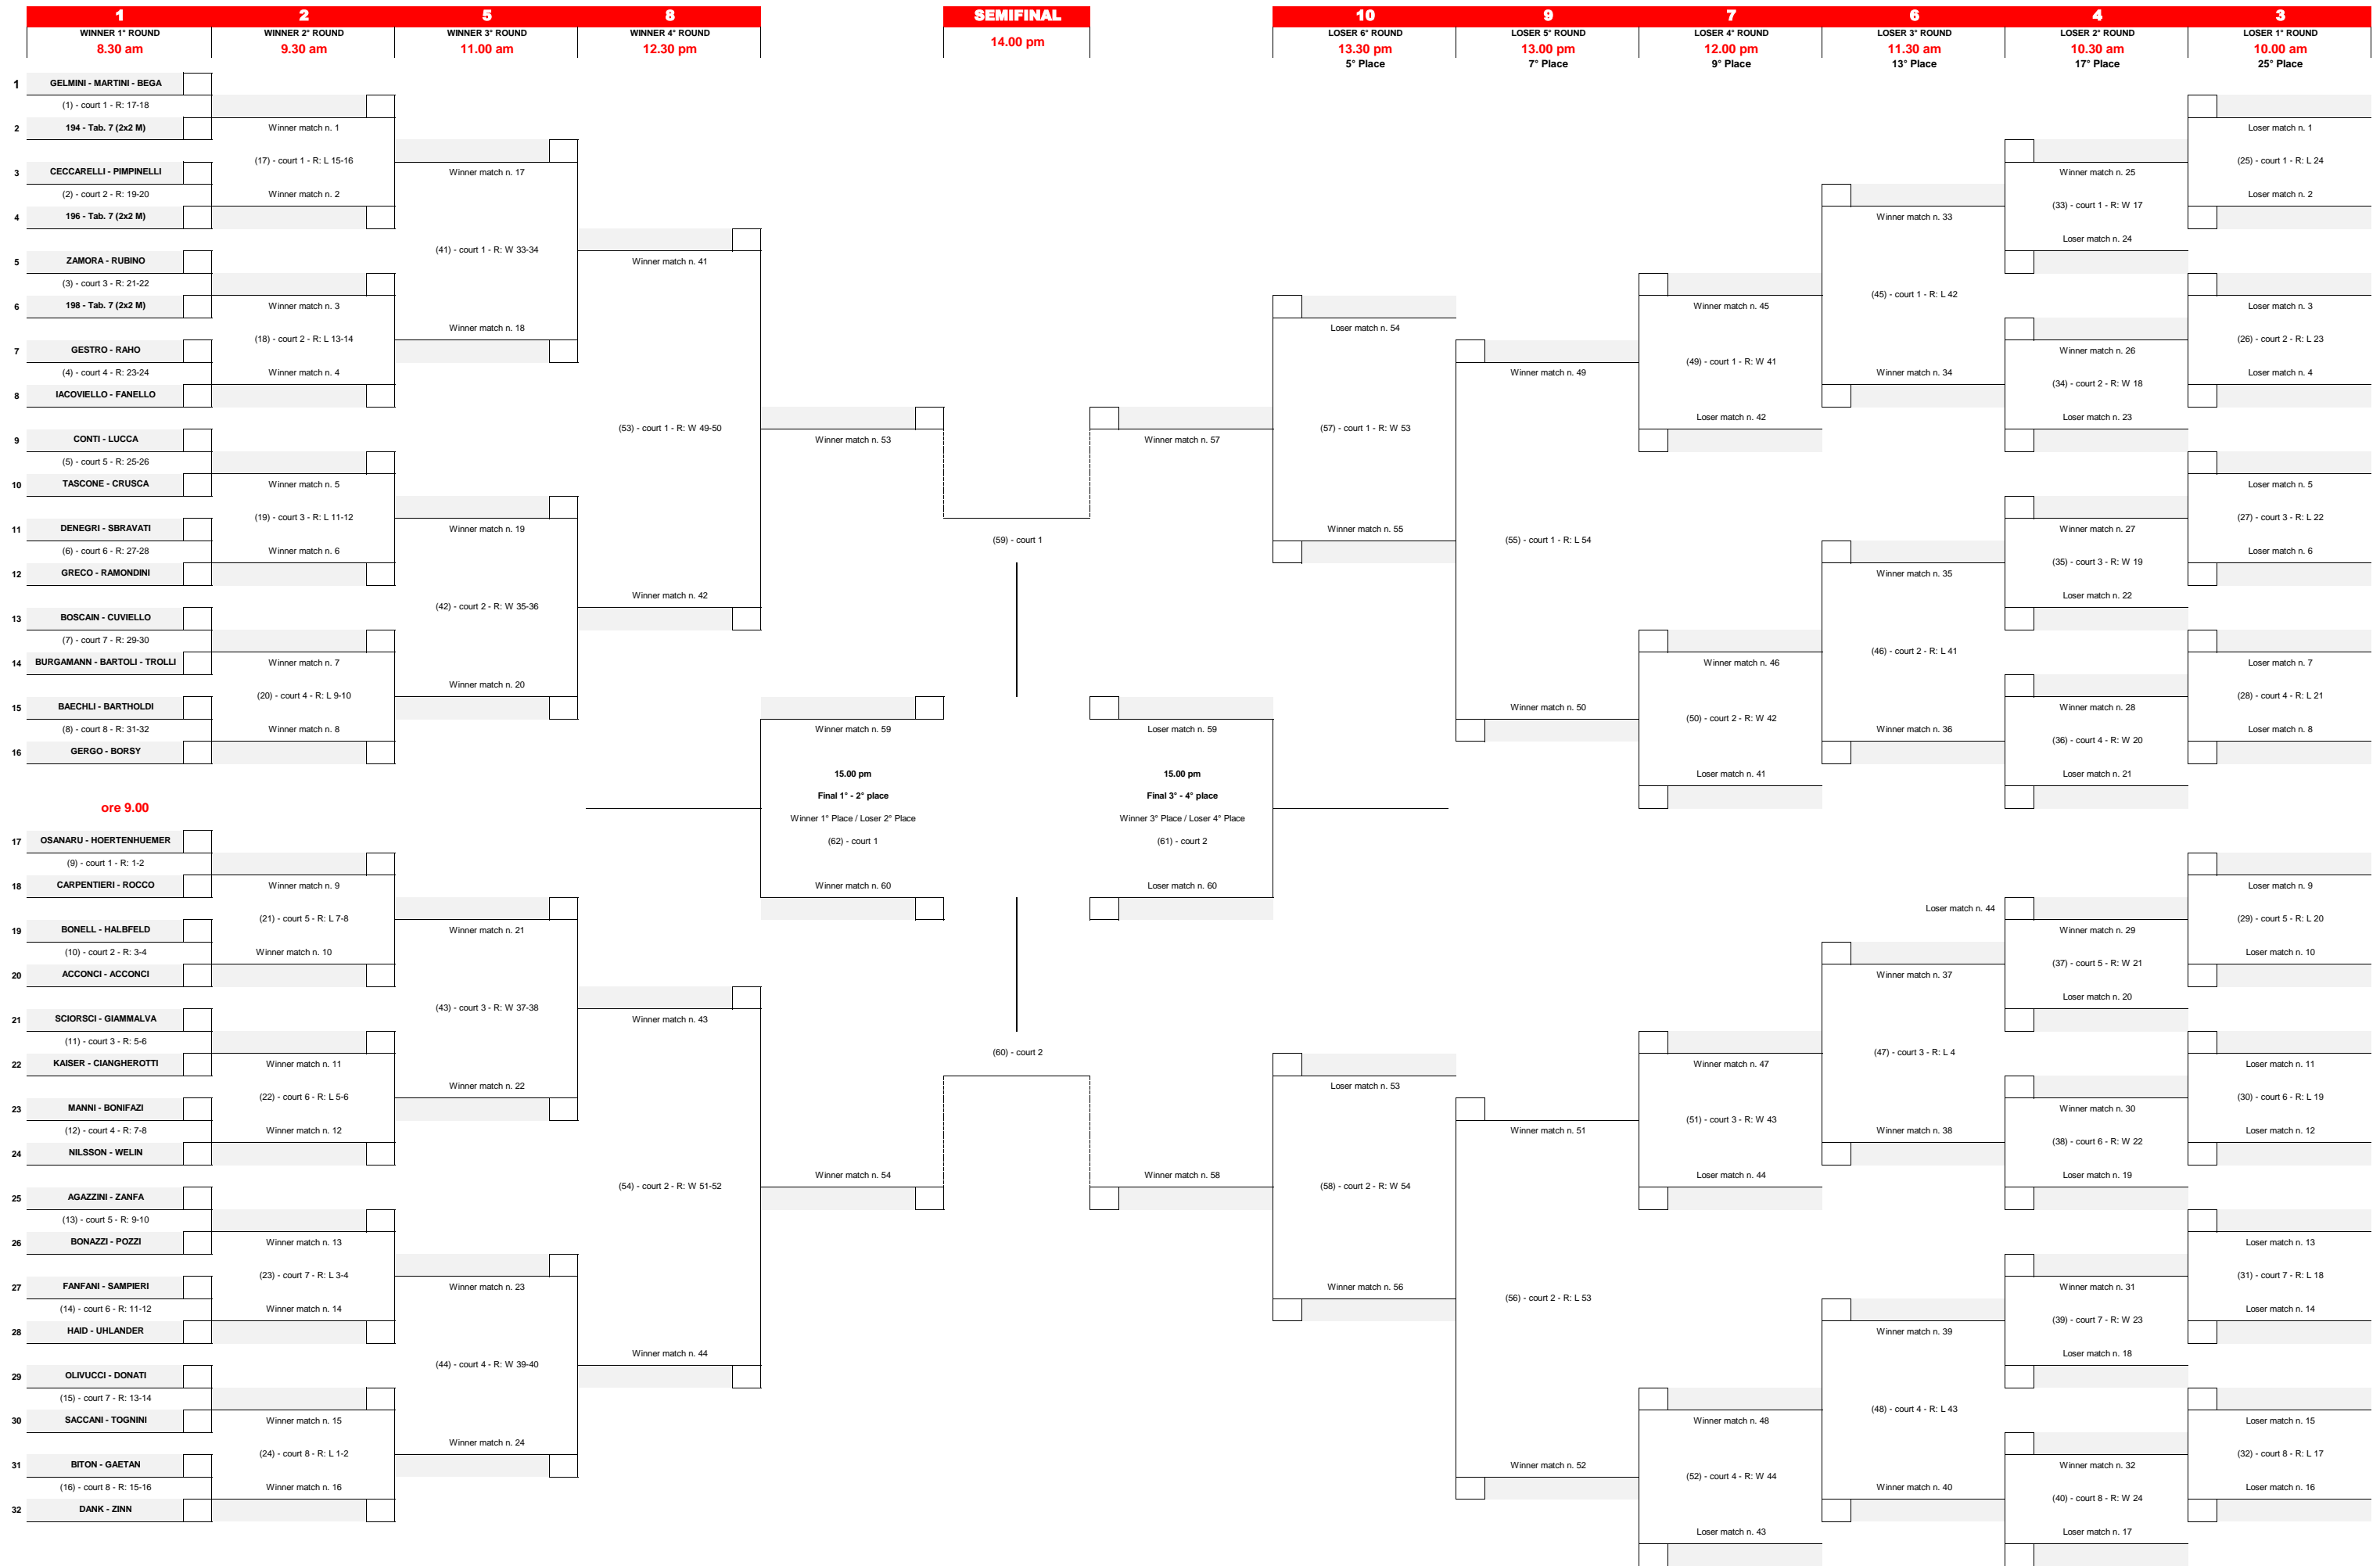 1 2 5 8 SEMIFINAL 10 9 7 6 4 3
WINNER 1° ROUND WINNER 2° ROUND WINNER 3° ROUND WINNER 4° ROUND LOSER 6° ROUND LOSER 5° ROUND LOSER 4° ROUND LOSER 3° ROUND LOSER 2° ROUND LOSER 1° ROUND
8.30 am 9.30 am 11.00 am 12.30 pm 14.00 pm 13.30 pm 13.00 pm 12.00 pm 11.30 am 10.30 am 10.00 am
5° Place 7° Place 9° Place 13° Place 17° Place 25° Place
1 GELMINI - MARTINI - BEGA
(1) - court 1 - R: 17-18
2 194 - Tab. 7 (2x2 M)
3 CECCARELLI - PIMPINELLI
(2) - court 2 - R: 19-20
4 196 - Tab. 7 (2x2 M)
5 ZAMORA - RUBINO
(3) - court 3 - R: 21-22
6 198 - Tab. 7 (2x2 M)
7 GESTRO - RAHO
(4) - court 4 - R: 23-24
8 IACOVIELLO - FANELLO
9 CONTI - LUCCA
(5) - court 5 - R: 25-26
10 TASCONE - CRUSCA
11 DENEGRI - SBRAVATI
(6) - court 6 - R: 27-28
12 GRECO - RAMONDINI
13 BOSCAIN - CUVIELLO
(7) - court 7 - R: 29-30
14 BURGAMANN - BARTOLI - TROLLI
15 BAECHLI - BARTHOLDI
(8) - court 8 - R: 31-32
16 GERGO - BORSY
ore 9.00
17 OSANARU - HOERTENHUEMER
(9) - court 1 - R: 1-2
18 CARPENTIERI - ROCCO
19 BONELL - HALBFELD
(10) - court 2 - R: 3-4
20 ACCONCI - ACCONCI
21 SCIORSCI - GIAMMALVA
(11) - court 3 - R: 5-6
22 KAISER - CIANGHEROTTI
23 MANNI - BONIFAZI
(12) - court 4 - R: 7-8
24 NILSSON - WELIN
25 AGAZZINI - ZANFA
(13) - court 5 - R: 9-10
26 BONAZZI - POZZI
27 FANFANI - SAMPIERI
(14) - court 6 - R: 11-12
28 HAID - UHLANDER
29 OLIVUCCI - DONATI
(15) - court 7 - R: 13-14
30 SACCANI - TOGNINI
31 BITON - GAETAN
(16) - court 8 - R: 15-16
32 DANK - ZINN
Winner match n. 1
(17) - court 1 - R: L 15-16
Winner match n. 2
Winner match n. 3
(18) - court 2 - R: L 13-14
Winner match n. 4
Winner match n. 5
(19) - court 3 - R: L 11-12
Winner match n. 6
Winner match n. 7
(20) - court 4 - R: L 9-10
Winner match n. 8
Winner match n. 9
(21) - court 5 - R: L 7-8
Winner match n. 10
Winner match n. 11
(22) - court 6 - R: L 5-6
Winner match n. 12
Winner match n. 13
(23) - court 7 - R: L 3-4
Winner match n. 14
Winner match n. 15
(24) - court 8 - R: L 1-2
Winner match n. 16
Winner match n. 17
(41) - court 1 - R: W 33-34
Winner match n. 18
Winner match n. 19
(42) - court 2 - R: W 35-36
Winner match n. 20
Winner match n. 21
(43) - court 3 - R: W 37-38
Winner match n. 22
Winner match n. 23
(44) - court 4 - R: W 39-40
Winner match n. 24
Winner match n. 41
(53) - court 1 - R: W 49-50
Winner match n. 42
Winner match n. 43
(54) - court 2 - R: W 51-52
Winner match n. 44
Winner match n. 53
Winner match n. 59
15.00 pm
Final 1° - 2° place
Winner 1° Place / Loser 2° Place
(62) - court 1
Winner match n. 60
Winner match n. 54
(59) - court 1
(60) - court 2
Winner match n. 57
Loser match n. 59
15.00 pm
Final 3° - 4° place
Winner 3° Place / Loser 4° Place
(61) - court 2
Loser match n. 60
Winner match n. 58
Loser match n. 54
(57) - court 1 - R: W 53
Winner match n. 55
Loser match n. 53
(58) - court 2 - R: W 54
Winner match n. 56
Winner match n. 49
(55) - court 1 - R: L 54
Winner match n. 50
Winner match n. 51
(56) - court 2 - R: L 53
Winner match n. 52
Winner match n. 45
(49) - court 1 - R: W 41
Loser match n. 42
Winner match n. 46
(50) - court 2 - R: W 42
Loser match n. 41
Winner match n. 47
(51) - court 3 - R: W 43
Loser match n. 44
Winner match n. 48
(52) - court 4 - R: W 44
Loser match n. 43
Winner match n. 33
(45) - court 1 - R: L 42
Winner match n. 34
Winner match n. 35
(46) - court 2 - R: L 41
Winner match n. 36
Loser match n. 44
Winner match n. 37
(47) - court 3 - R: L 4
Winner match n. 38
Winner match n. 39
(48) - court 4 - R: L 43
Winner match n. 40
Winner match n. 25
(33) - court 1 - R: W 17
Loser match n. 24
Winner match n. 26
(34) - court 2 - R: W 18
Loser match n. 23
Winner match n. 27
(35) - court 3 - R: W 19
Loser match n. 22
Winner match n. 28
(36) - court 4 - R: W 20
Loser match n. 21
Winner match n. 29
(37) - court 5 - R: W 21
Loser match n. 20
Winner match n. 30
(38) - court 6 - R: W 22
Loser match n. 19
Winner match n. 31
(39) - court 7 - R: W 23
Loser match n. 18
Winner match n. 32
(40) - court 8 - R: W 24
Loser match n. 17
Loser match n. 1
(25) - court 1 - R: L 24
Loser match n. 2
Loser match n. 3
(26) - court 2 - R: L 23
Loser match n. 4
Loser match n. 5
(27) - court 3 - R: L 22
Loser match n. 6
Loser match n. 7
(28) - court 4 - R: L 21
Loser match n. 8
Loser match n. 9
(29) - court 5 - R: L 20
Loser match n. 10
Loser match n. 11
(30) - court 6 - R: L 19
Loser match n. 12
Loser match n. 13
(31) - court 7 - R: L 18
Loser match n. 14
Loser match n. 15
(32) - court 8 - R: L 17
Loser match n. 16